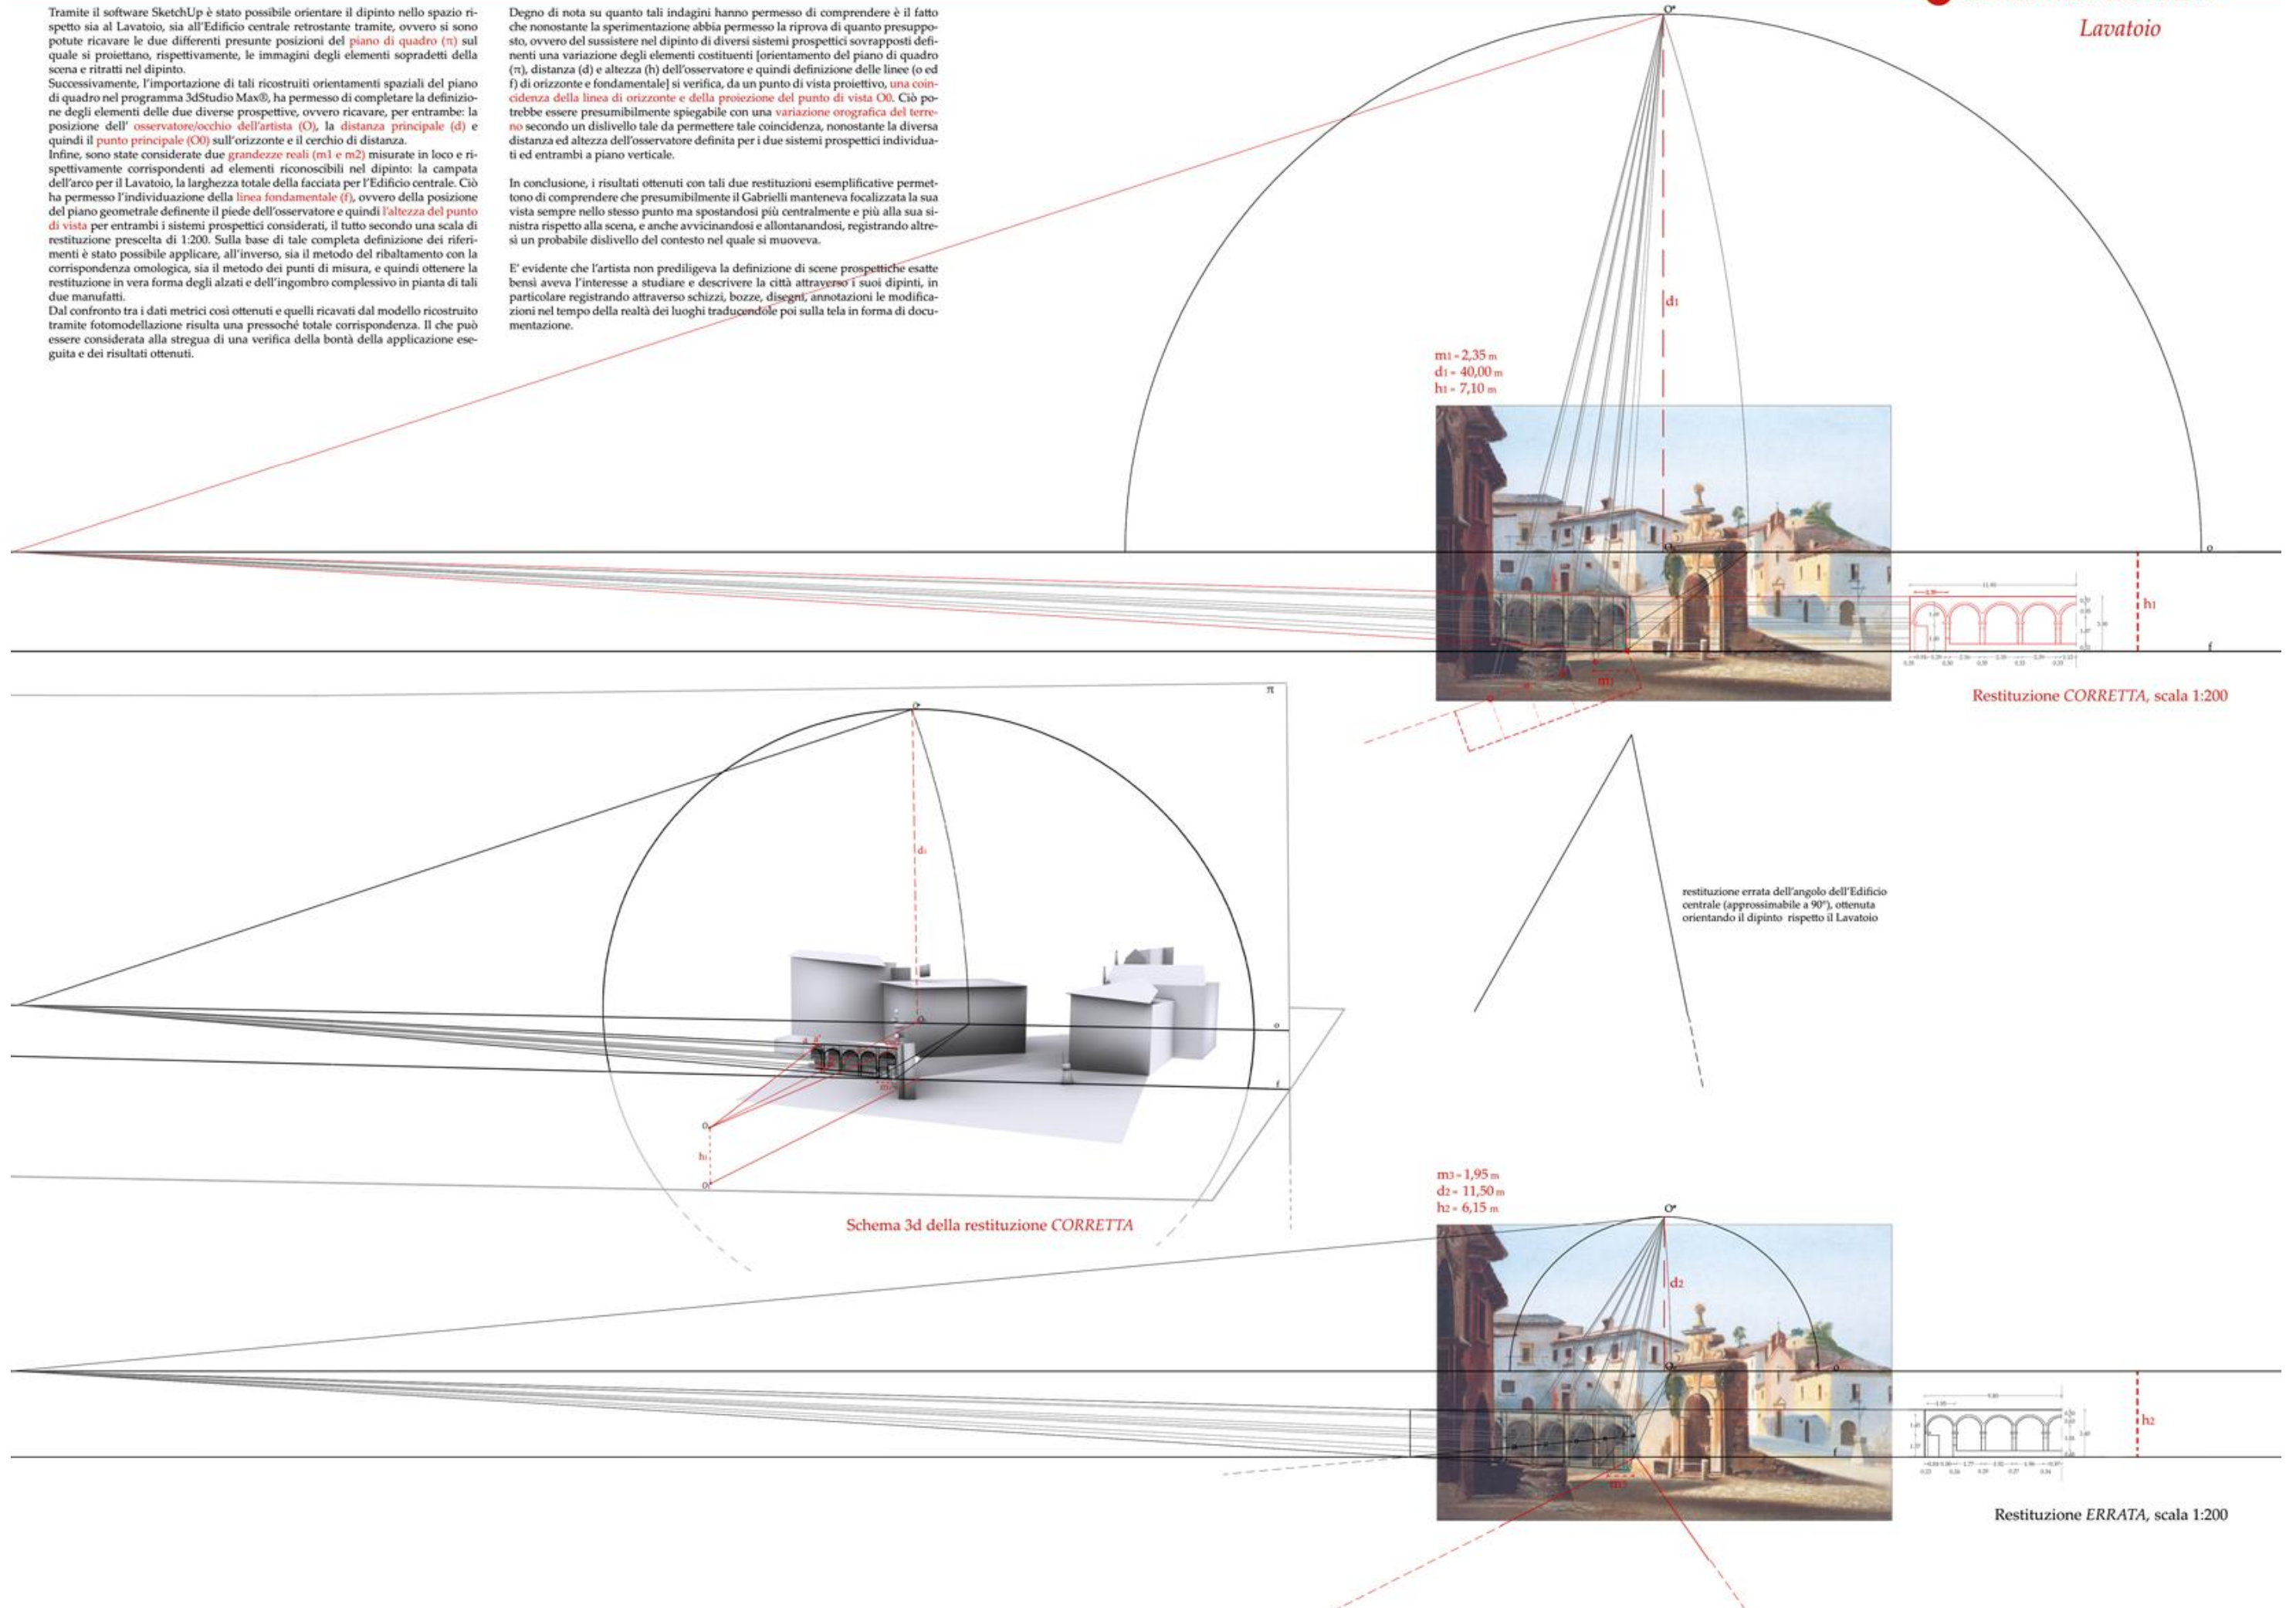 Tramite il software SketchUp è stato possibile orientare il dipinto nello spazio ri-
spetto sia al Lavatoio, sia all'Edificio centrale retrostante tramite, ovvero si sono
potute ricavare le due differenti presunte posizioni del piano di quadro (π) sul
quale si proiettano, rispettivamente, le immagini degli elementi sopradetti della
scena e ritratti nel dipinto.
Successivamente, l'importazione di tali ricostruiti orientamenti spaziali del piano
di quadro nel programma 3dStudio Max®, ha permesso di completare la definizio-
ne degli elementi delle due diverse prospettive, ovvero ricavare, per entrambe: la
posizione dell' osservatore/occhio dell'artista (O), la distanza principale (d) e
quindi il punto principale (O0) sull'orizzonte e il cerchio di distanza.
Infine, sono state considerate due grandezze reali (m1 e m2) misurate in loco e ri-
spettivamente corrispondenti ad elementi riconoscibili nel dipinto: la campata
dell'arco per il Lavatoio, la larghezza totale della facciata per l'Edificio centrale. Ciò
ha permesso l'individuazione della linea fondamentale (f), ovvero della posizione
del piano geometrale definente il piede dell'osservatore e quindi l'altezza del punto
di vista per entrambi i sistemi prospettici considerati, il tutto secondo una scala di
restituzione prescelta di 1:200. Sulla base di tale completa definizione dei riferi-
menti è stato possibile applicare, all'inverso, sia il metodo del ribaltamento con la
corrispondenza omologica, sia il metodo dei punti di misura, e quindi ottenere la
restituzione in vera forma degli alzati e dell'ingombro complessivo in pianta di tali
due manufatti.
Dal confronto tra i dati metrici così ottenuti e quelli ricavati dal modello ricostruito
tramite fotomodellazione risulta una pressoché totale corrispondenza. Il che può
essere considerata alla stregua di una verifica della bontà della applicazione ese-
guita e dei risultati ottenuti.
Degno di nota su quanto tali indagini hanno permesso di comprendere è il fatto
che nonostante la sperimentazione abbia permesso la riprova di quanto presuppo-
sto, ovvero del sussistere nel dipinto di diversi sistemi prospettici sovrapposti defi-
nenti una variazione degli elementi costituenti [orientamento del piano di quadro
(π), distanza (d) e altezza (h) dell'osservatore e quindi definizione delle linee (o ed
f) di orizzonte e fondamentale] si verifica, da un punto di vista proiettivo, una coin-
cidenza della linea di orizzonte e della proiezione del punto di vista O0. Ciò po-
trebbe essere presumibilmente spiegabile con una variazione orografica del terre-
no secondo un dislivello tale da permettere tale coincidenza, nonostante la diversa
distanza ed altezza dell'osservatore definita per i due sistemi prospettici individua-
ti ed entrambi a piano verticale.
In conclusione, i risultati ottenuti con tali due restituzioni esemplificative permet-
tono di comprendere che presumibilmente il Gabrielli manteneva focalizzata la sua
vista sempre nello stesso punto ma spostandosi più centralmente e più alla sua si-
nistra rispetto alla scena, e anche avvicinandosi e allontanandosi, registrando altre-
sì un probabile dislivello del contesto nel quale si muoveva.
E' evidente che l'artista non prediligeva la definizione di scene prospettiche esatte
bensì aveva l'interesse a studiare e descrivere la città attraverso i suoi dipinti, in
particolare registrando attraverso schizzi, bozze, disegni, annotazioni le modifica-
zioni nel tempo della realtà dei luoghi traducendole poi sulla tela in forma di docu-
mentazione.
Lavatoio
O*
d1
m1 = 2,35 m
d1 = 40,00 m
h1 = 7,10 m
o
h1
f
m1
Restituzione CORRETTA, scala 1:200
π
O*
d1
o
f
h1
Schema 3d della restituzione CORRETTA
restituzione errata dell'angolo dell'Edificio
centrale (approssimabile a 90°), ottenuta
orientando il dipinto rispetto il Lavatoio
m3 = 1,95 m
d2 = 11,50 m
h2 = 6,15 m
O*
d2
o
h2
f
Restituzione ERRATA, scala 1:200